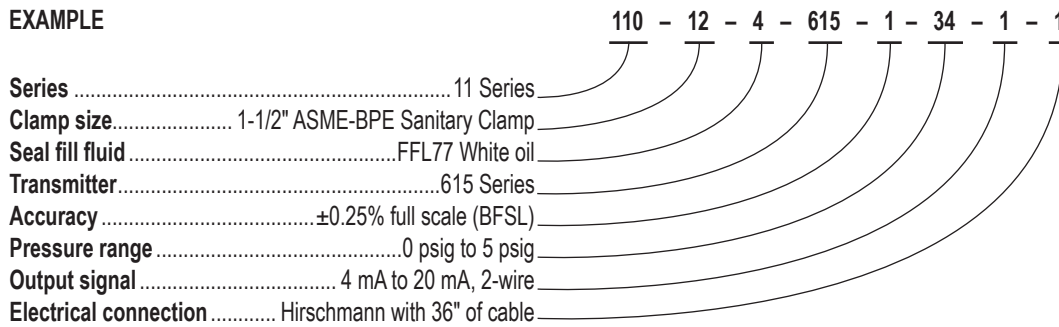 EXAMPLE 110 – 12 – 4 – 615 – 1 – 34 – 1 – 1
Series ..................................................................... 11 Series
Clamp size ...................... 1-1/2" ASME-BPE Sanitary Clamp
Seal fill fluid ................................................. FFL77 White oil
Transmitter ........................................................... 615 Series
Accuracy ....................................... ±0.25% full scale (BFSL)
Pressure range ............................................. 0 psig to 5 psig
Output signal .................................... 4 mA to 20 mA, 2-wire
Electrical connection ............ Hirschmann with 36" of cable